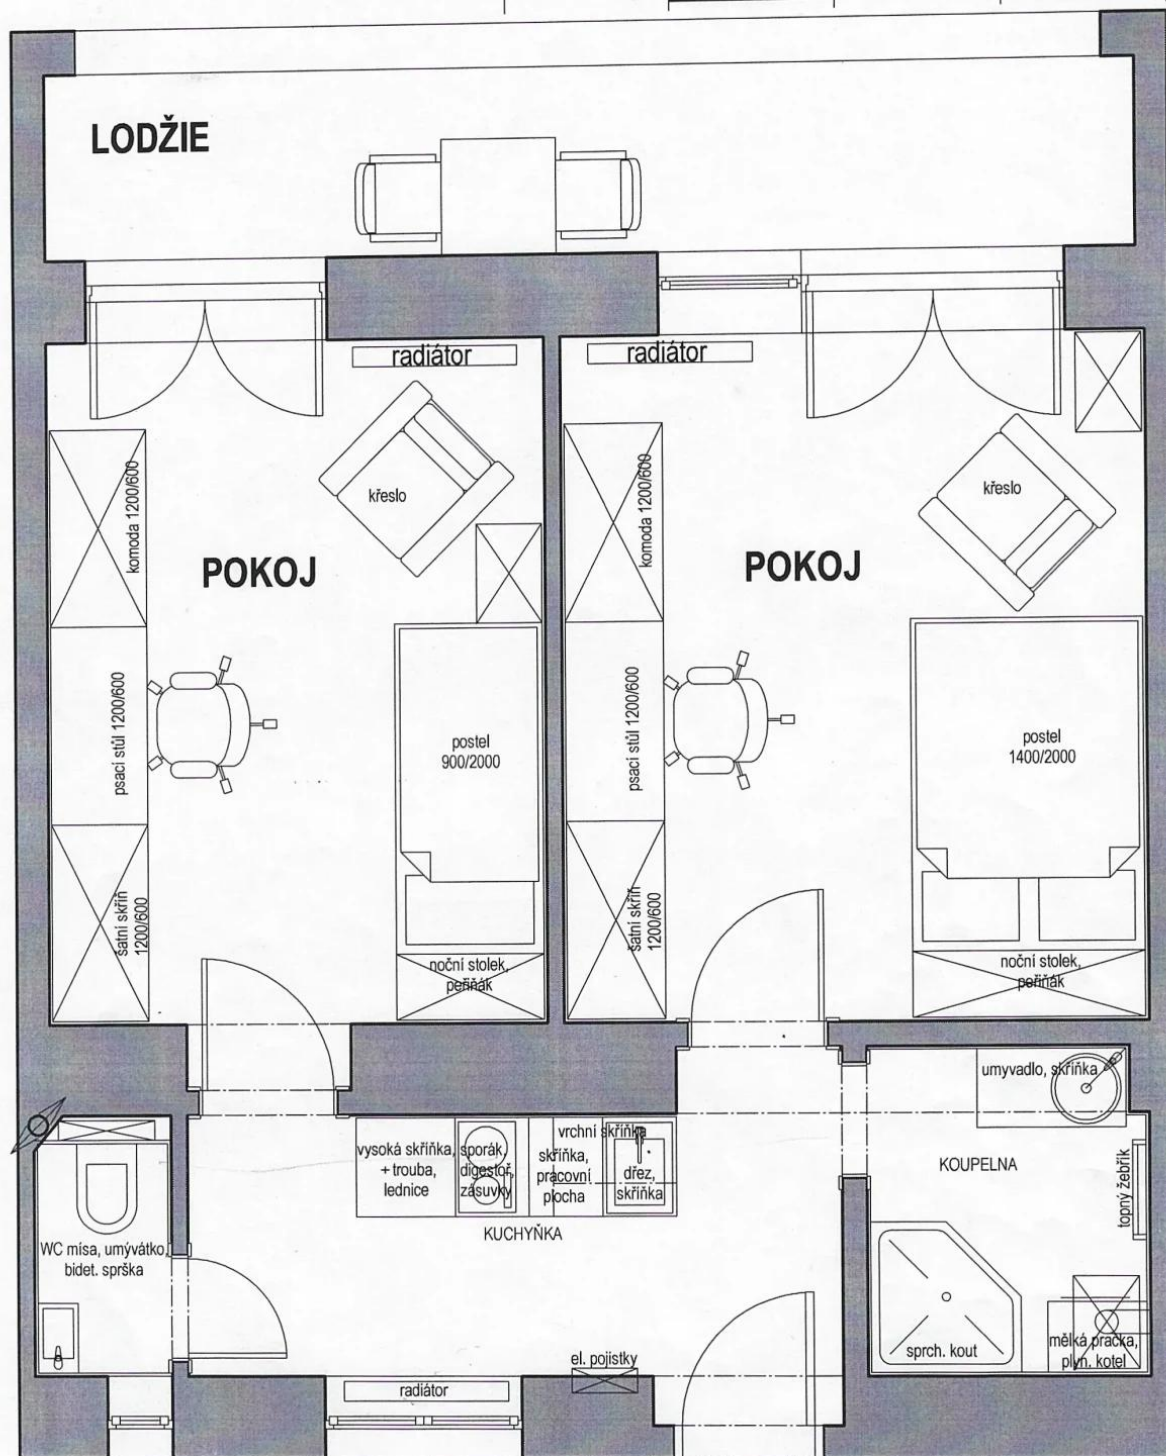 LODŽIE
radiátor
radiátor
komoda 1200/600
křeslo
POKOJ
psací stůl 1200/600
postel
900/2000
šatní skříň
1200/600
noční stolek,
peřiňák
komoda 1200/600
křeslo
POKOJ
psací stůl 1200/600
postel
1400/2000
šatní skříň
1200/600
noční stolek,
peřiňák
umyvadlo, skříňka
vysoká skříňka,
+ trouba,
lednice
sporák,
digestoř,
zásuvky
vrchní skříňka
skříňka,
pracovní
plocha
dřez,
skříňka
KUCHYŇKA
KOUPELNA
topný žebřík
WC mísa, umývátko,
bidet. sprška
sprch. kout
mělká pračka,
plyn. kotel
el. pojistky
radiátor